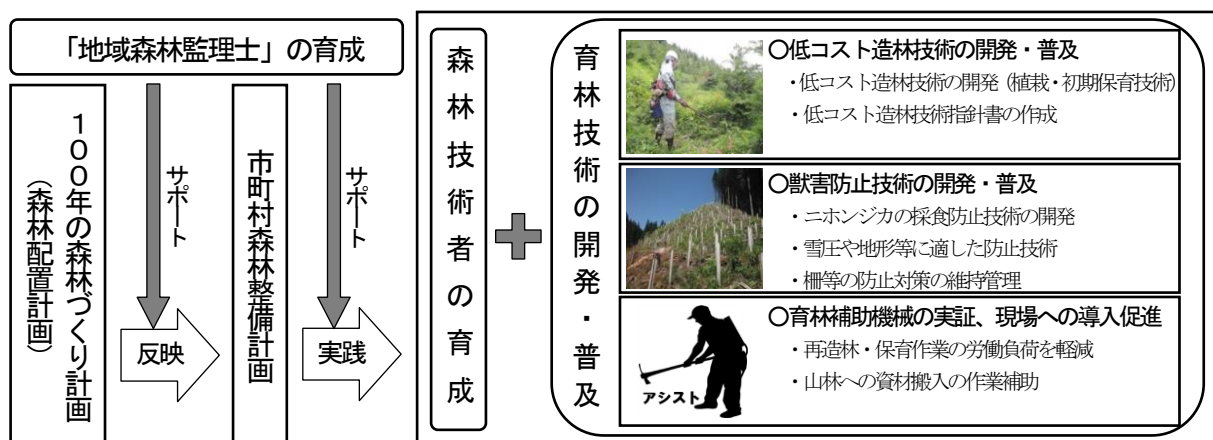 「地域森林監理士」の育成
１００年の森林づくり計画
（森林配置計画）
サポート
反映
市町村森林整備計画
サポート
実践
森林技術者の育成
育林技術の開発・普及
〇低コスト造林技術の開発・普及
・低コスト造林技術の開発（植栽・初期保育技術）
・低コスト造林技術指針書の作成
〇獣害防止技術の開発・普及
・ニホンジカの採食防止技術の開発
・雪圧や地形等に適した防止技術
・柵等の防止対策の維持管理
〇育林補助機械の実証、現場への導入促進
・再造林・保育作業の労働負荷を軽減
・山林への資材搬入の作業補助
アシスト